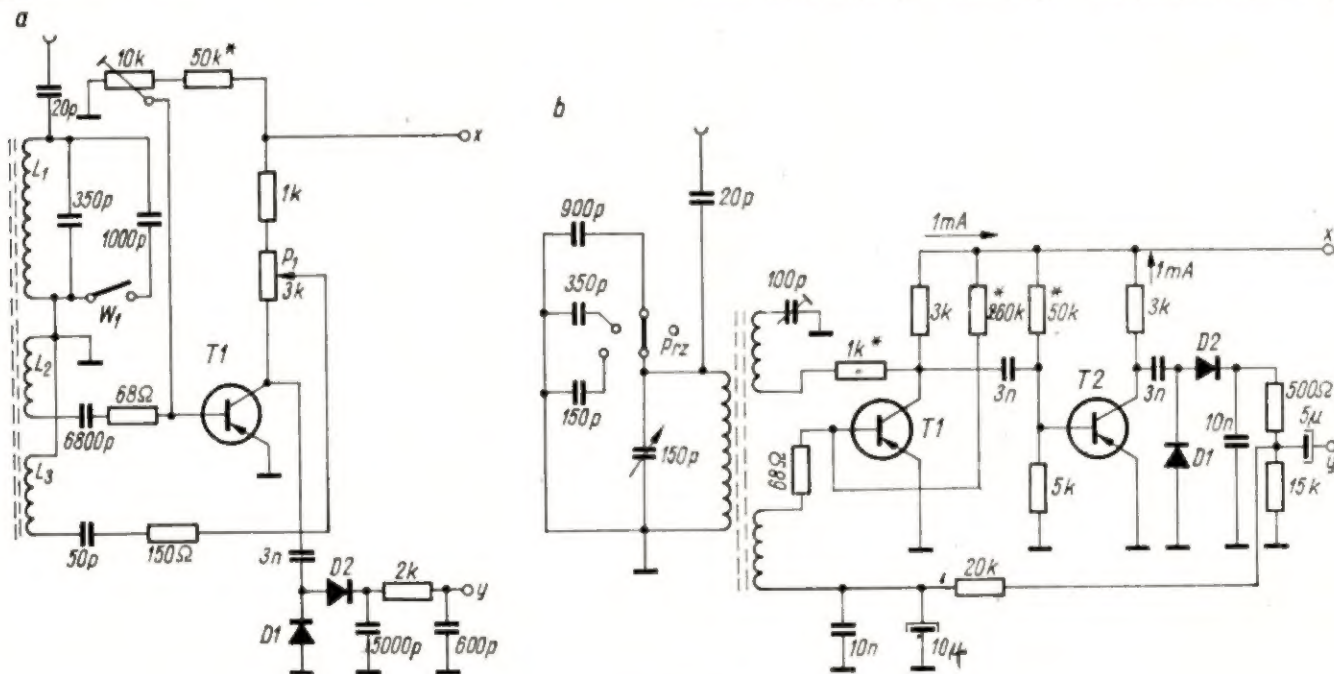 a
10k
50k*
20p
x
L1
1k
350p
1000p
P1
3k
W1
L2
T1
68Ω
6800p
L3
50p
150Ω
3n
D2
2k
y
D1
5000p
600p
b
20p
900p
1mA
x
350p
100p
3k
*
260k
*
50k
1mA
3k
Prz
1k*
D2
150p
3n
T2
3n
500Ω
5µ
150p
T1
10n
y
68Ω
5k
D1
15k
20k
10n
10µ